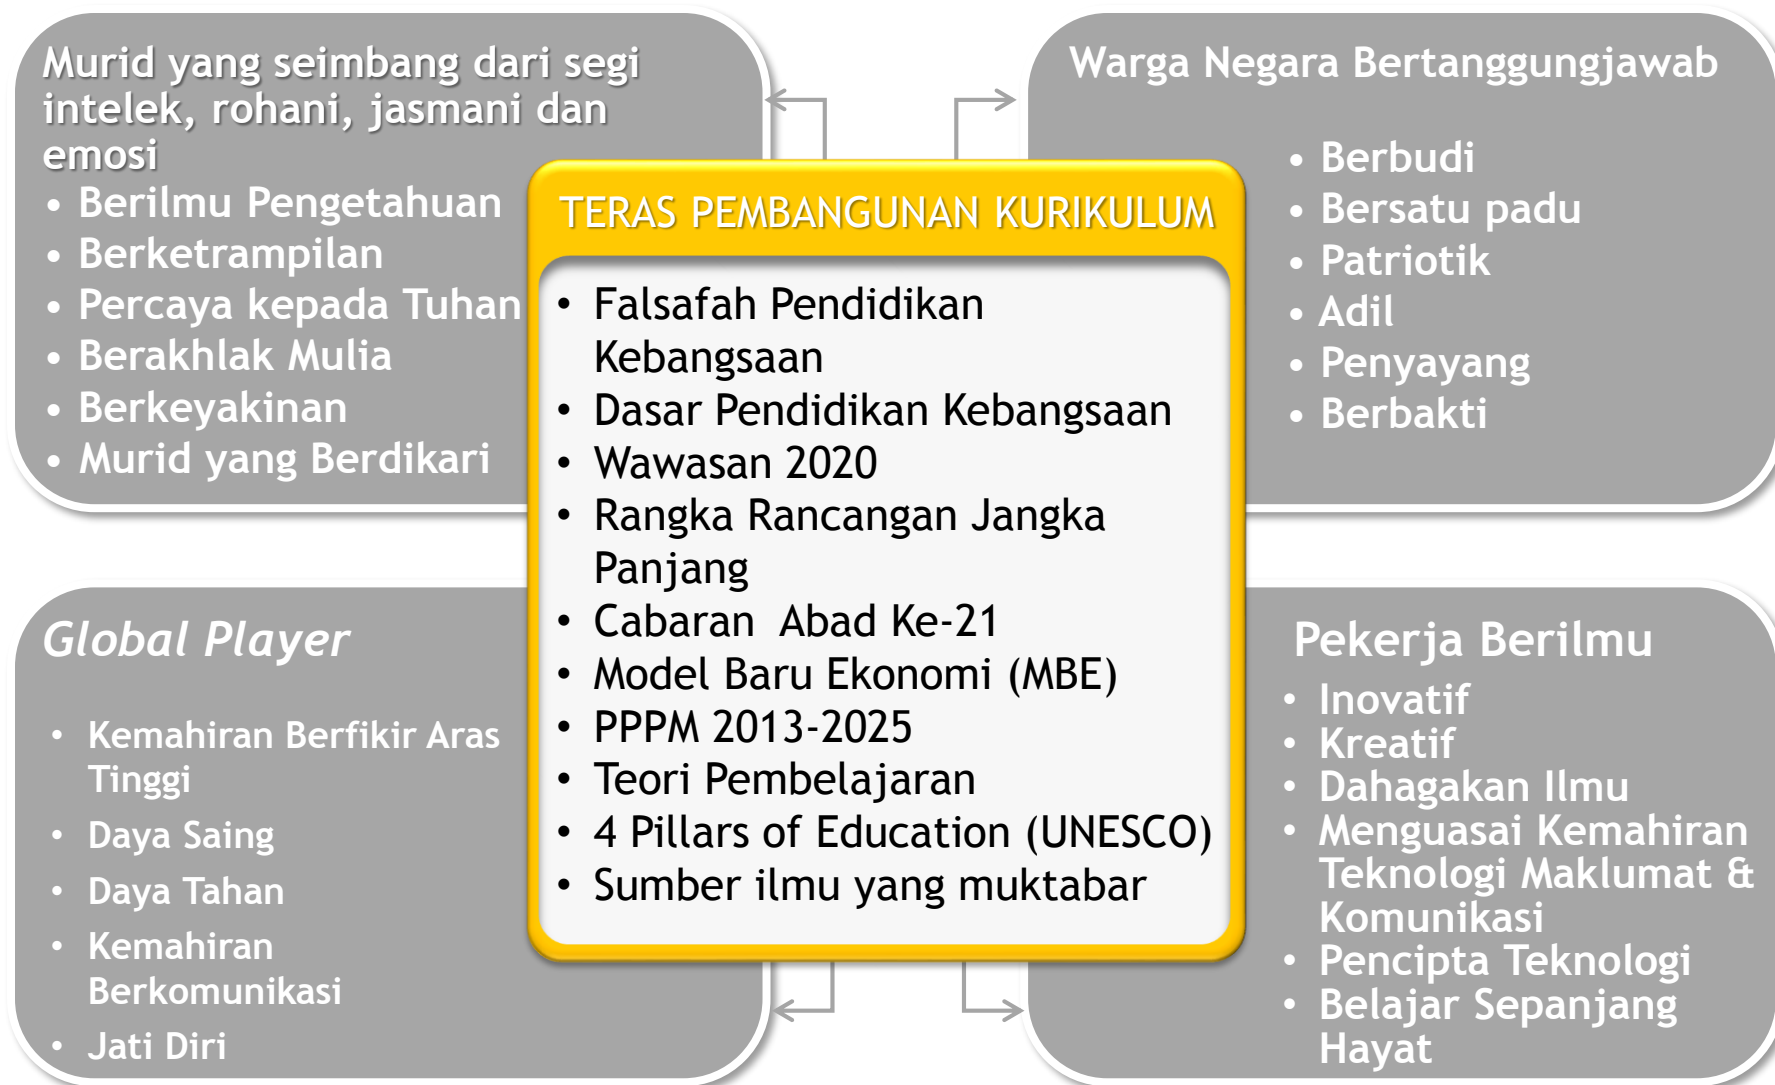 Murid yang seimbang dari segi
intelek, rohani, jasmani dan
emosi
• Berilmu Pengetahuan
• Berketrampilan
• Percaya kepada Tuhan
• Berakhlak Mulia
• Berkeyakinan
• Murid yang Berdikari
Warga Negara Bertanggungjawab
• Berbudi
• Bersatu padu
• Patriotik
• Adil
• Penyayang
• Berbakti
TERAS PEMBANGUNAN KURIKULUM
• Falsafah Pendidikan
Kebangsaan
• Dasar Pendidikan Kebangsaan
• Wawasan 2020
• Rangka Rancangan Jangka
Panjang
• Cabaran Abad Ke-21
• Model Baru Ekonomi (MBE)
• PPPM 2013-2025
• Teori Pembelajaran
• 4 Pillars of Education (UNESCO)
• Sumber ilmu yang muktabar
Global Player
• Kemahiran Berfikir Aras
Tinggi
• Daya Saing
• Daya Tahan
• Kemahiran
Berkomunikasi
• Jati Diri
Pekerja Berilmu
• Inovatif
• Kreatif
• Dahagakan Ilmu
• Menguasai Kemahiran
Teknologi Maklumat &
Komunikasi
• Pencipta Teknologi
• Belajar Sepanjang
Hayat